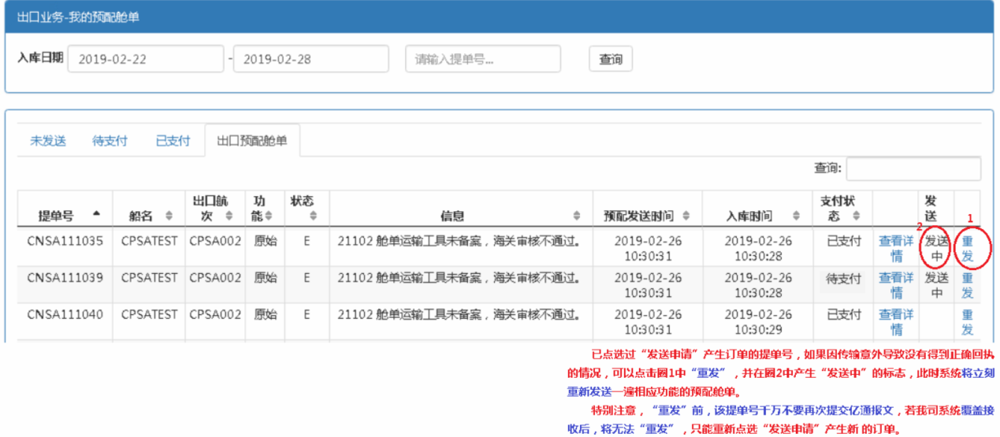 出口业务-我的预配舱单
入库日期 2019-02-22 - 2019-02-28 请输入提单号... 查询
未发送 待支付 已支付 出口预配舱单
查询:
提单号 船名 出口航次 功能 状态 信息 预配发送时间 入库时间 支付状态 发送 1
2
CNSA111035 CPSATEST CPSA002 原始 E 21102 舱单运输工具未备案，海关审核不通过。 2019-02-26 10:30:31 2019-02-26 10:30:28 已支付 查看详情 发送中 重发
CNSA111039 CPSATEST CPSA002 原始 E 21102 舱单运输工具未备案，海关审核不通过。 2019-02-26 10:30:31 2019-02-26 10:30:28 待支付 查看详情 发送中 重发
CNSA111040 CPSATEST CPSA002 原始 E 21102 舱单运输工具未备案，海关审核不通过。 2019-02-26 10:30:31 2019-02-26 10:30:29 已支付 查看详情 重发
已点选过“发送申请”产生订单的提单号，如果因传输意外导致没有得到正确回执
的情况，可以点击圈1中“重发”，并在圈2中产生“发送中”的标志，此时系统将立刻
重新发送一遍相应功能的预配舱单。
特别注意，“重发”前，该提单号千万不要再次提交亿通报文，若我司系统覆盖接
收后，将无法“重发”，只能重新点选“发送申请”产生新 的订单。